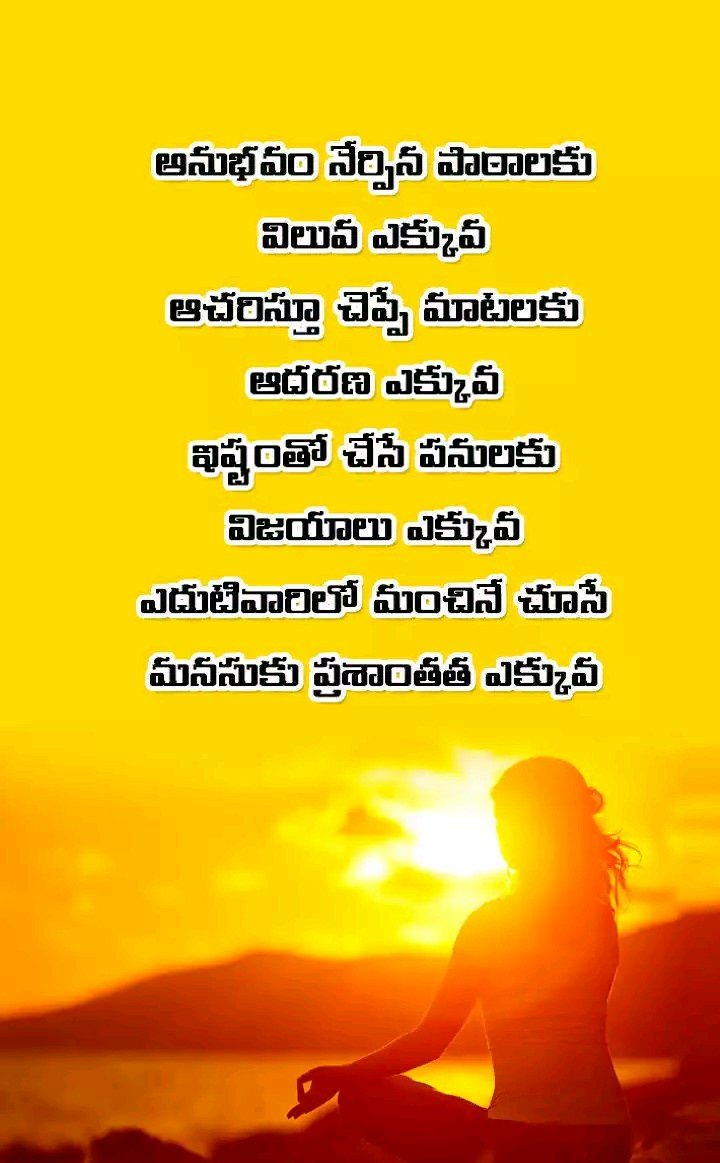 అనుభవం నేర్పిన పాఠాలకు
విలువ ఎక్కువ
ఆచరిస్తూ చెప్పే మాటలకు
ఆదరణ ఎక్కువ
ఇష్టంతో చేసే పనులకు
విజయాలు ఎక్కువ
ఎదుటివారిలో మంచినే చూసే
మనసుకు ప్రశాంతత ఎక్కువ